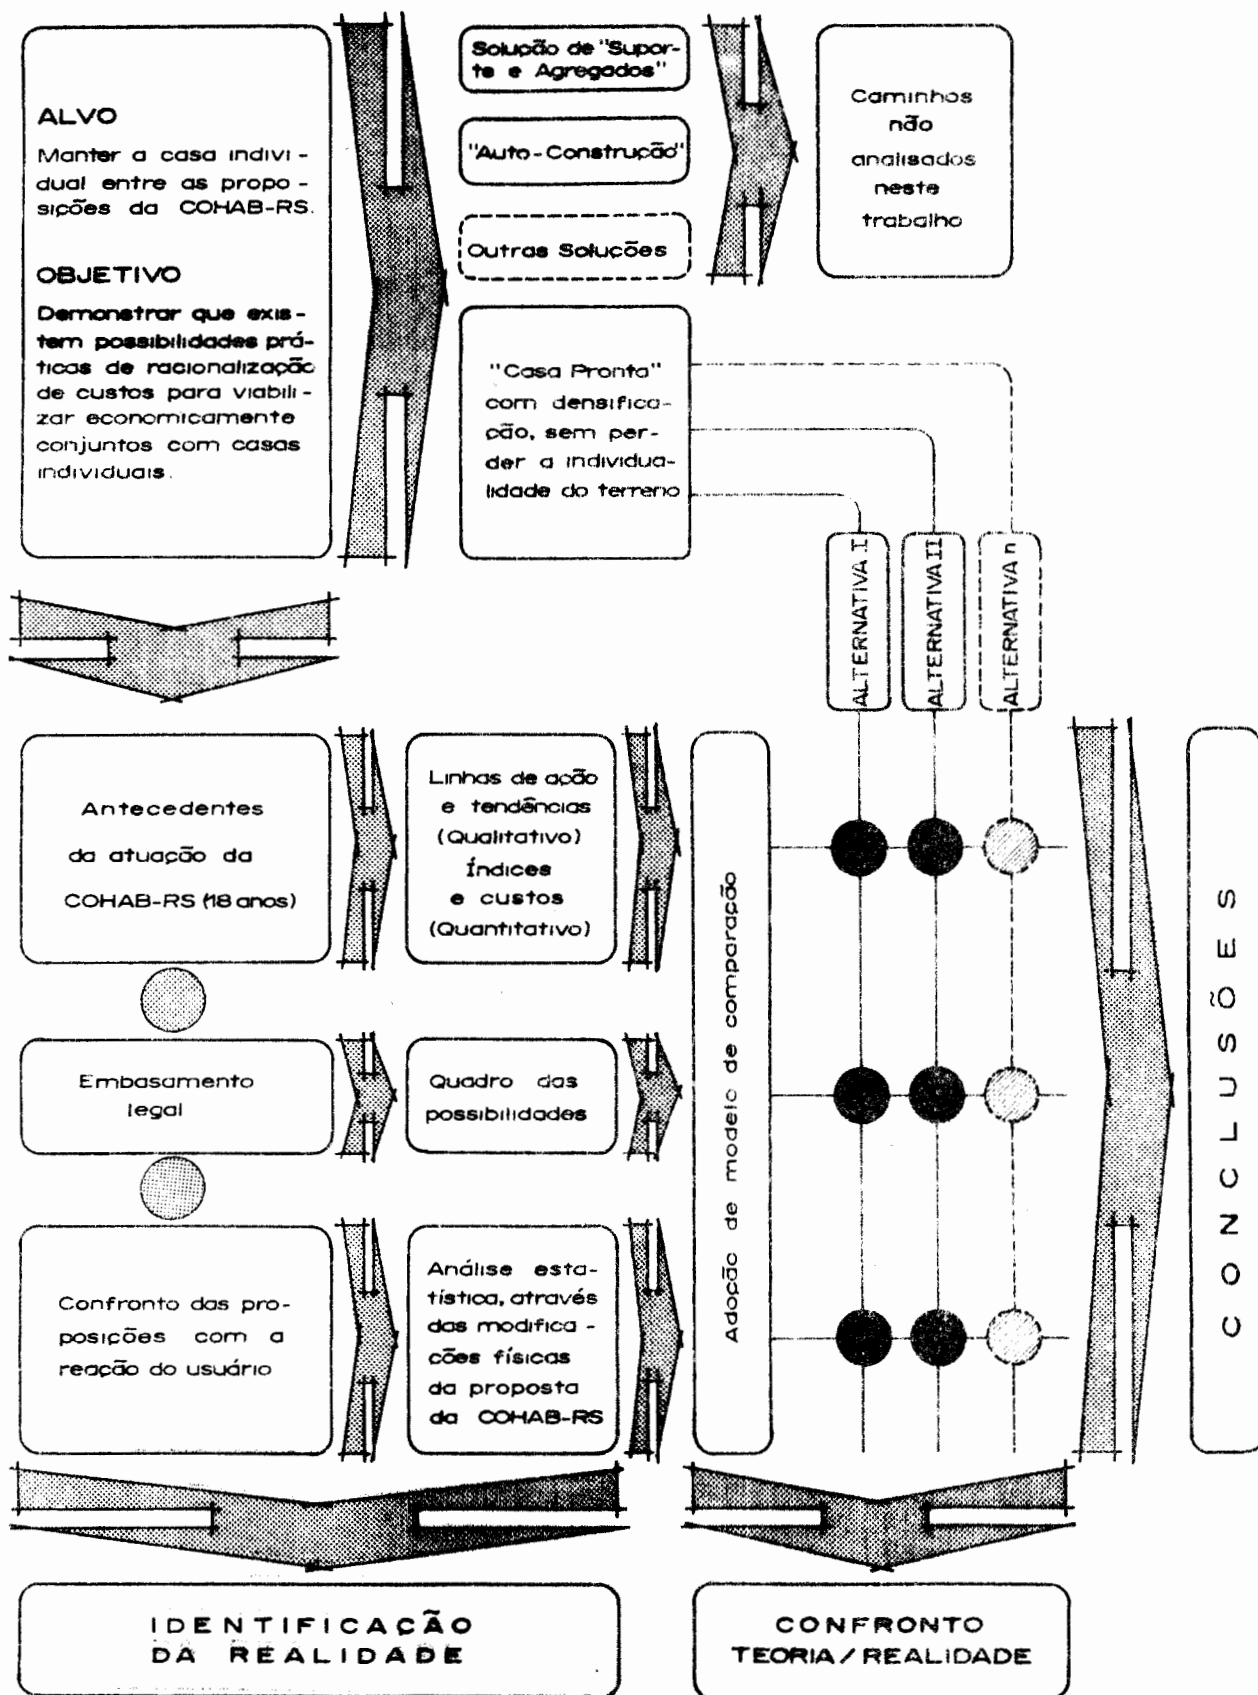 ALVO
Manter a casa indivi-
dual entre as propo-
sições da COHAB-RS.
OBJETIVO
Demonstrar que exis-
tem possibilidades prá-
ticas de racionalização
de custos para viabili-
zar economicamente
conjuntos com casas
individuais.
Solução de "Supor-
te e Agregados"
"Auto-Construção"
Outras Soluções
Caminhos
não
analisados
neste
trabalho
"Casa Pronta"
com densifica-
ção, sem per-
der a individua-
lidade do terreno
ALTERNATIVA I
ALTERNATIVA II
ALTERNATIVA n
Antecedentes
da atuação da
COHAB-RS (18 anos)
Linhas de ação
e tendências
(Qualitativo)
Índices
e custos
(Quantitativo)
Embasamento
legal
Quadro das
possibilidades
Confronto das pro-
posições com a
reação do usuário
Análise esta-
tística, através
das modifica-
ções físicas
da proposta
da COHAB-RS
Adoção de modelo de comparação
CONCLUSÕES
IDENTIFICAÇÃO
DA REALIDADE
CONFRONTO
TEORIA / REALIDADE